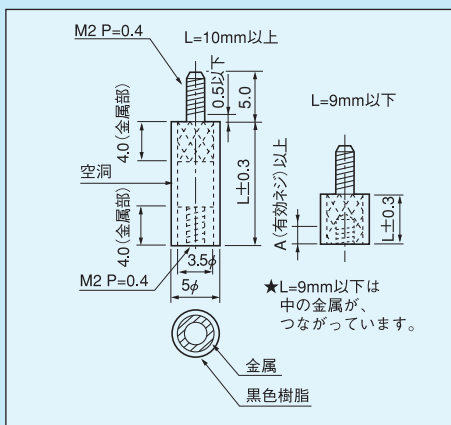 M2 P=0.4
L=10mm以上
0.5以下
5.0
4.0(金属部)
空洞
4.0(金属部)
L±0.3
M2 P=0.4
3.5φ
5φ
金属
黒色樹脂
L=9mm以下
A(有効ネジ)以上
L±0.3
★L=9mm以下は
中の金属が、
つながっています。